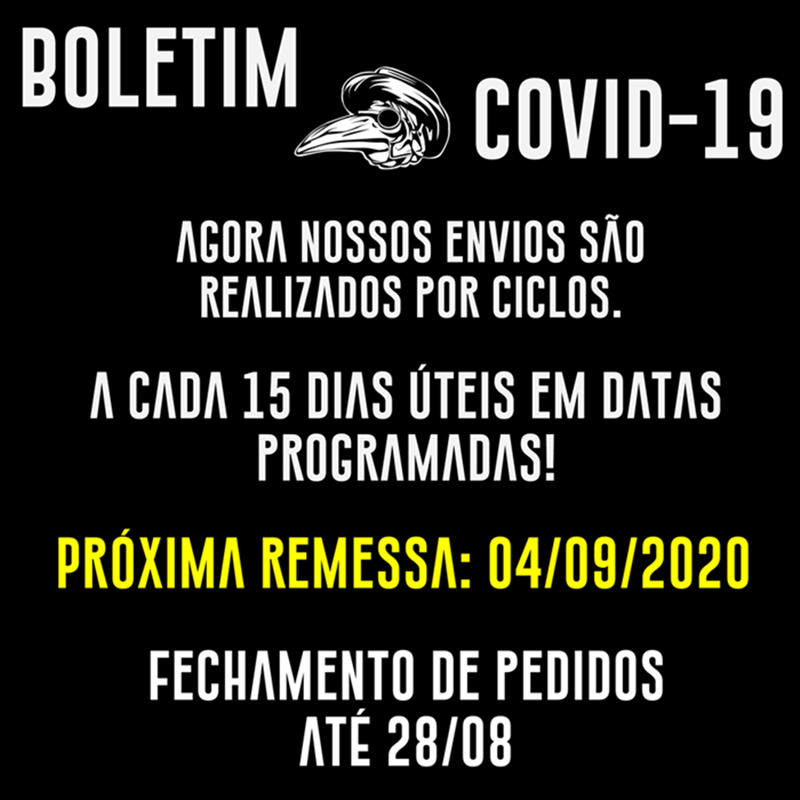 BOLETIM
COVID-19
AGORA NOSSOS ENVIOS SÃO
REALIZADOS POR CICLOS.
A CADA 15 DIAS ÚTEIS EM DATAS
PROGRAMADAS!
PRÓXIMA REMESSA: 04/09/2020
FECHAMENTO DE PEDIDOS
ATÉ 28/08